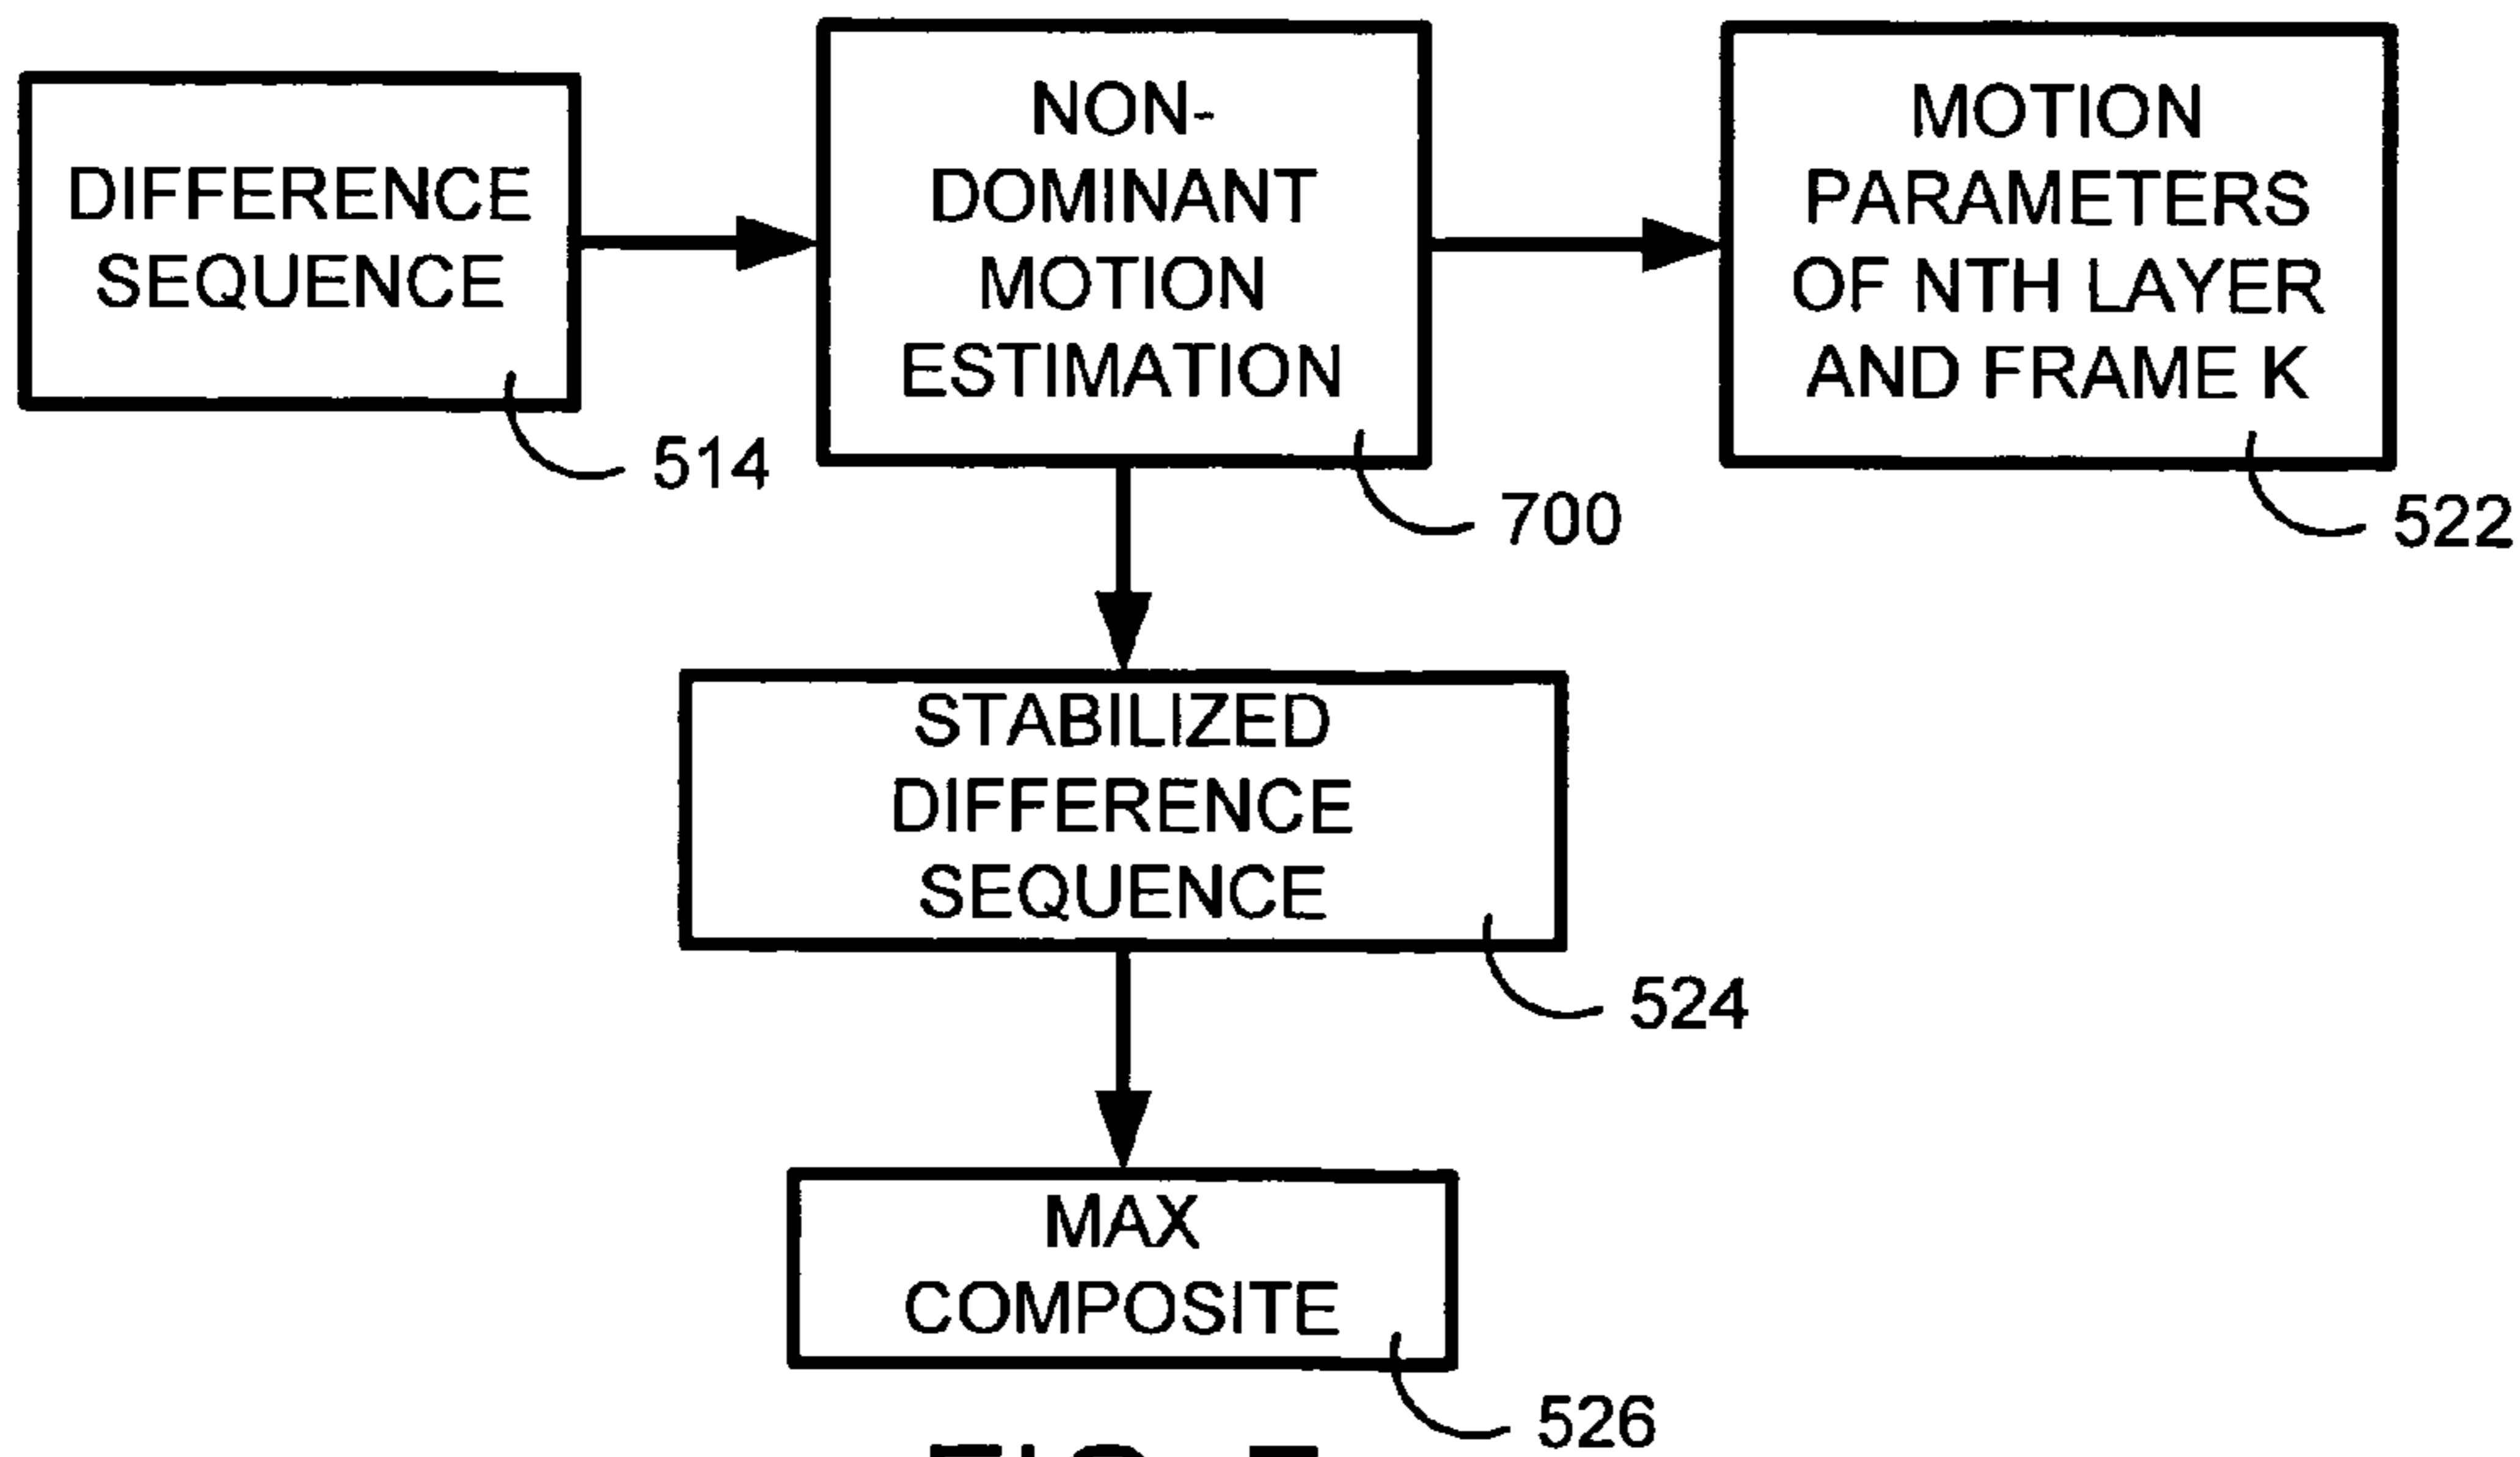 DIFFERENCE
SEQUENCE
514
NON-
DOMINANT
MOTION
ESTIMATION
700
MOTION
PARAMETERS
OF NTH LAYER
AND FRAME K
522
STABILIZED
DIFFERENCE
SEQUENCE
524
MAX
COMPOSITE
526